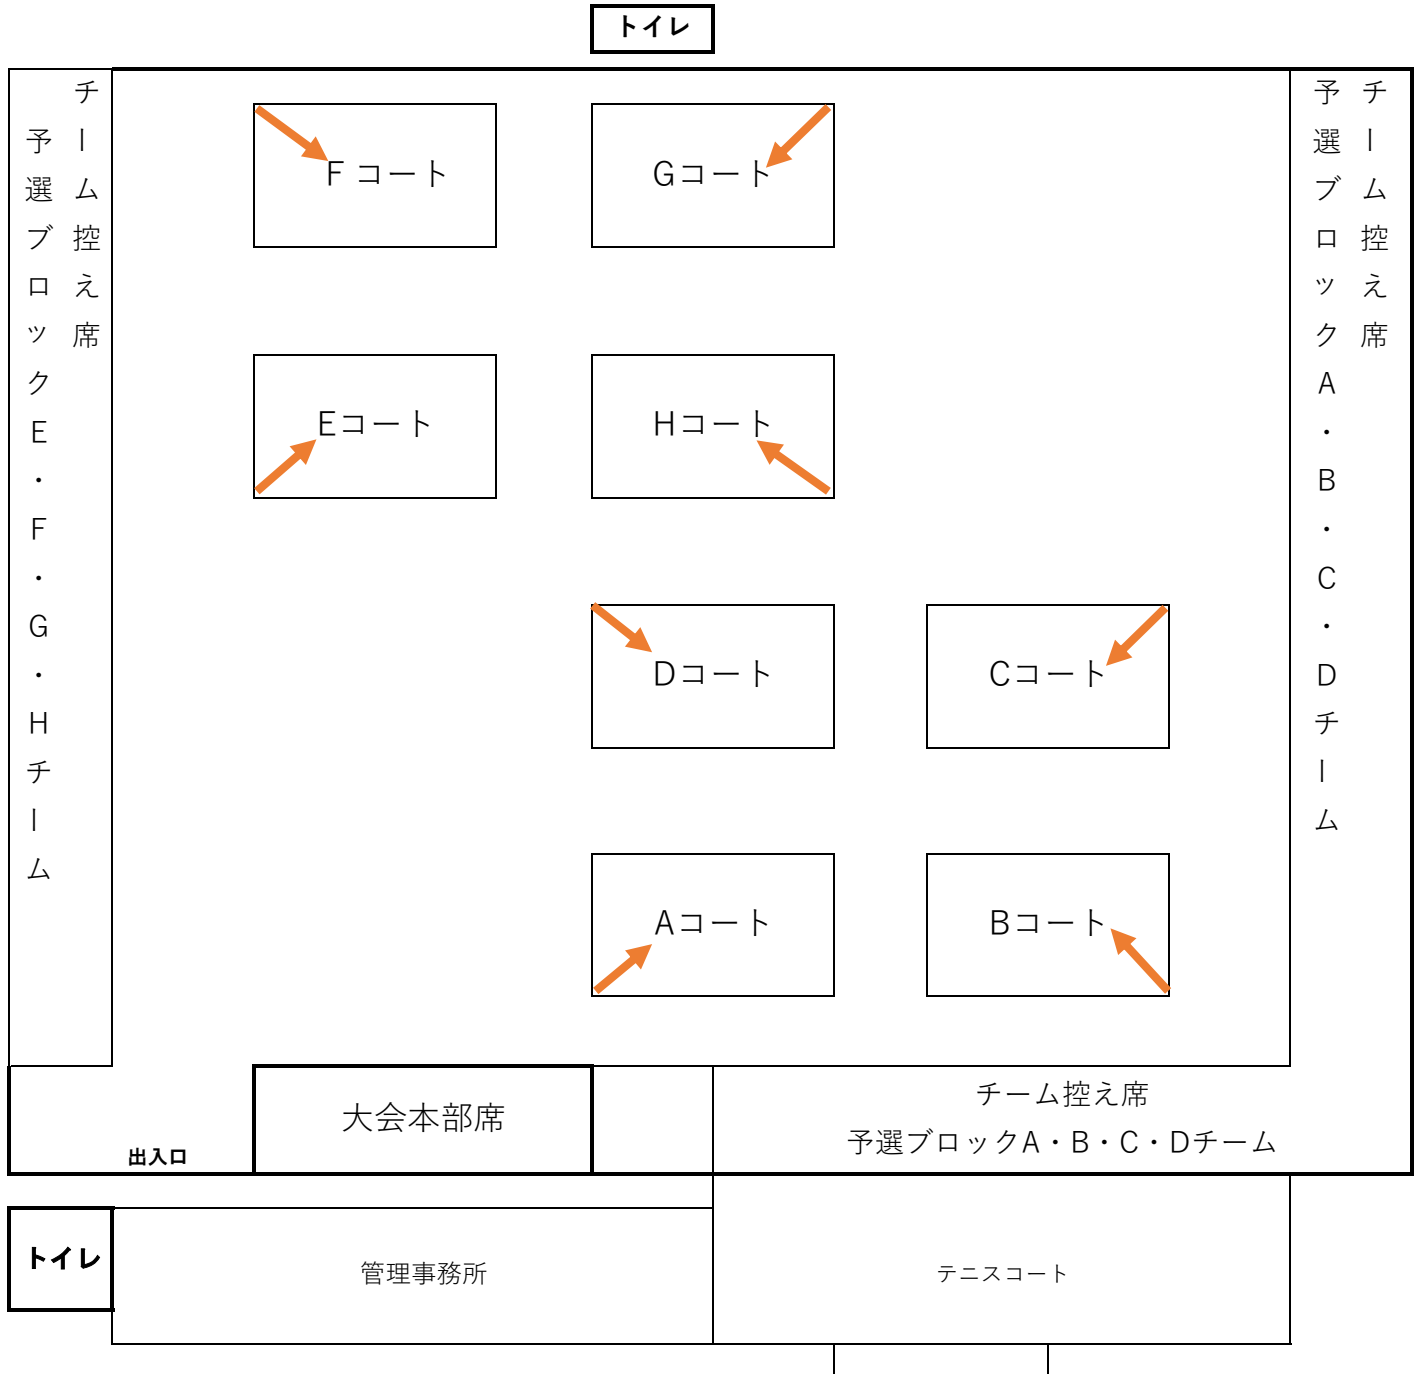 トイレ
チーム控え席
予選ブロックE・F・G・Hチーム
F コート
Gコート
チーム控え席
予選ブロックA・B・C・Dチーム
Eコート
Hコート
Dコート
Cコート
Aコート
Bコート
大会本部席
出入口
チーム控え席
予選ブロックA・B・C・Dチーム
トイレ
管理事務所
テニスコート